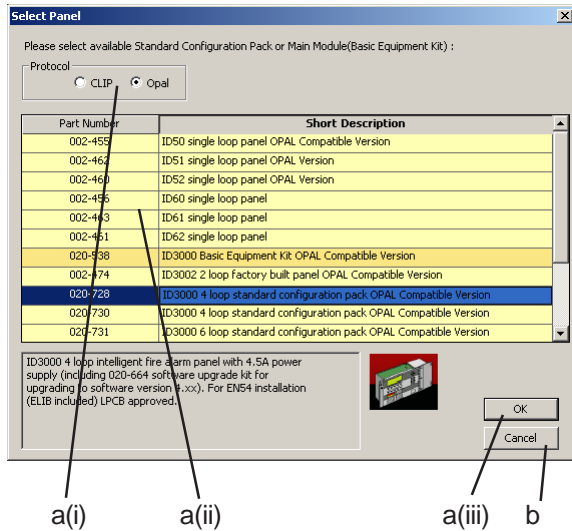 Select Panel
Please select available Standard Configuration Pack or Main Module(Basic Equipment Kit) :
Protocol
CLIP Opal
Part Number Short Description
002-455 ID50 single loop panel OPAL Compatible Version
002-462 ID51 single loop panel OPAL Version
002-460 ID52 single loop panel OPAL Version
002-456 ID60 single loop panel
002-463 ID61 single loop panel
002-461 ID62 single loop panel
020-538 ID3000 Basic Equipment Kit OPAL Compatible Version
002-474 ID3002 2 loop factory built panel OPAL Compatible Version
020-728 ID3000 4 loop standard configuration pack OPAL Compatible Version
020-730 ID3000 4 loop standard configuration pack OPAL Compatible Version
020-731 ID3000 6 loop standard configuration pack OPAL Compatible Version
ID3000 4 loop intelligent fire alarm panel with 4.5A power
supply (including 020-664 software upgrade kit for
upgrading to software version 4.xx). For EN54 installation
(ELIB included) LPCB approved.
OK
Cancel
a(i) a(ii) a(iii) b